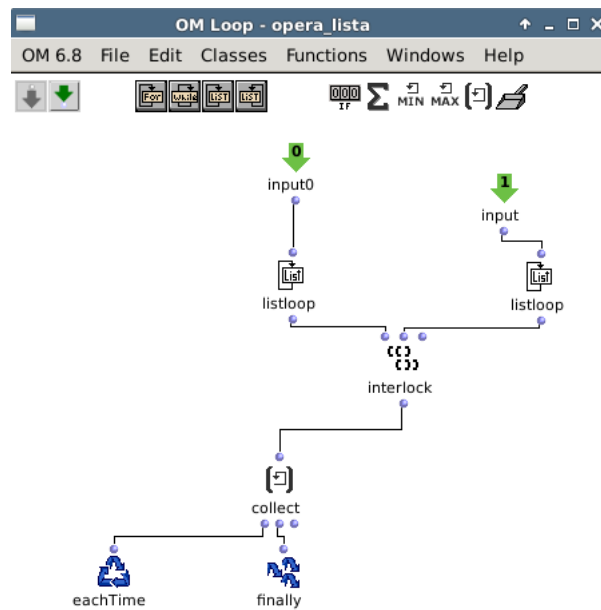 OM Loop - opera_lista
OM 6.8 File Edit Classes Functions Windows Help
For While LiST LiST 000 IF Σ MIN MAX
0
input0
1
input
List
listloop
List
listloop
interlock
collect
eachTime
finally